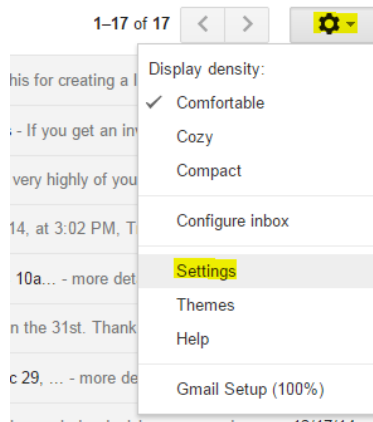 1–17 of 17
Display density:
his for creating a l
Comfortable
- If you get an inv
Cozy
Compact
very highly of you
14, at 3:02 PM, T
Configure inbox
10a... - more det
Settings
Themes
n the 31st. Thank
Help
c 29, ... - more de
Gmail Setup (100%)